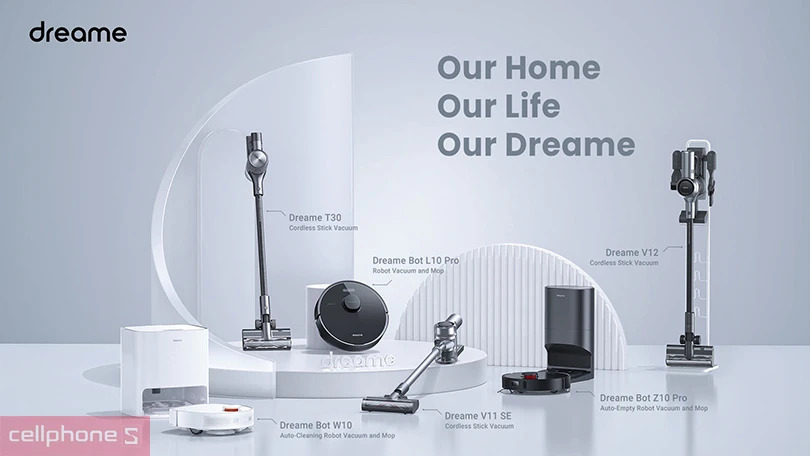 dreame
Our Home
Our Life
Our Dreame
Dreame T30
Cordless Stick Vacuum
Dreame Bot L10 Pro
Robot Vacuum and Mop
Dreame V12
Cordless Stick Vacuum
dreame
Dreame Bot Z10 Pro
Auto-Empty Robot Vacuum and Mop
Dreame V11 SE
Cordless Stick Vacuum
Dreame Bot W10
Auto-Cleaning Robot Vacuum and Mop
cellphone S